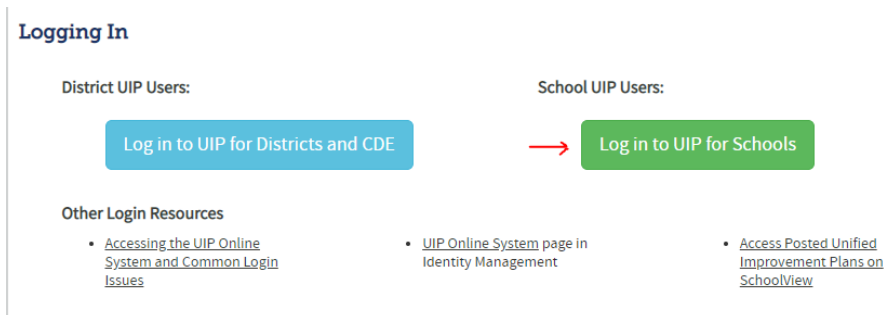 Logging In
District UIP Users:
School UIP Users:
Log in to UIP for Districts and CDE
Log in to UIP for Schools
Other Login Resources
Accessing the UIP Online
System and Common Login
Issues
UIP Online System page in
Identity Management
Access Posted Unified
Improvement Plans on
SchoolView